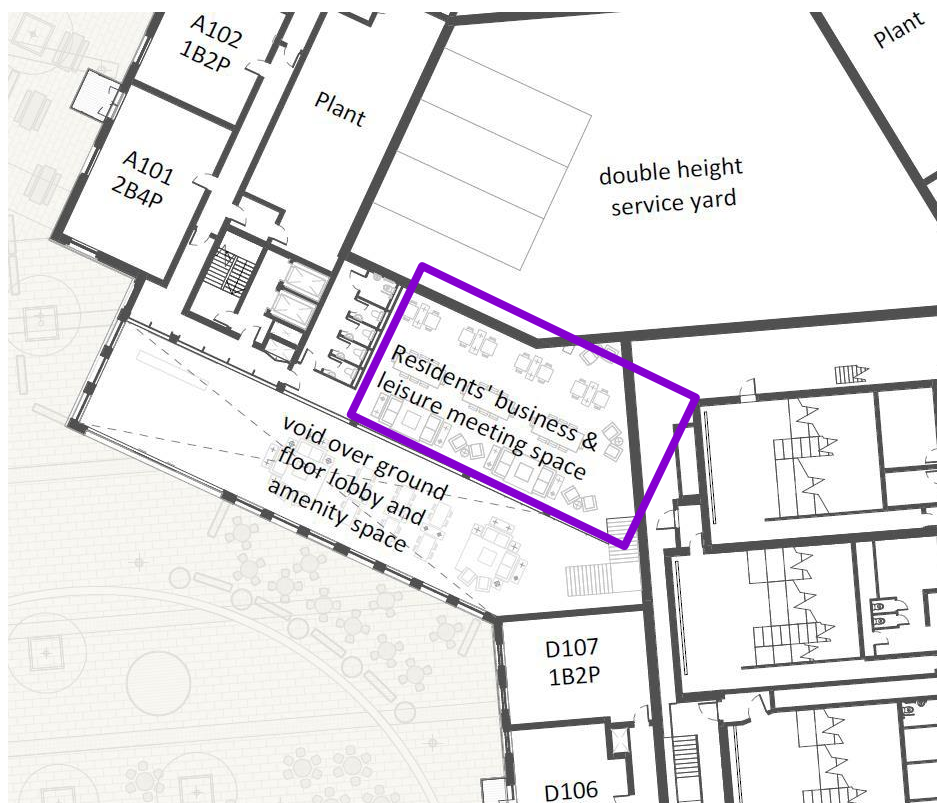 A102
1B2P
Plant
Plant
A101
2B4P
double height
service yard
Residents' business &
leisure meeting space
void over ground
floor lobby and
amenity space
D107
1B2P
D106